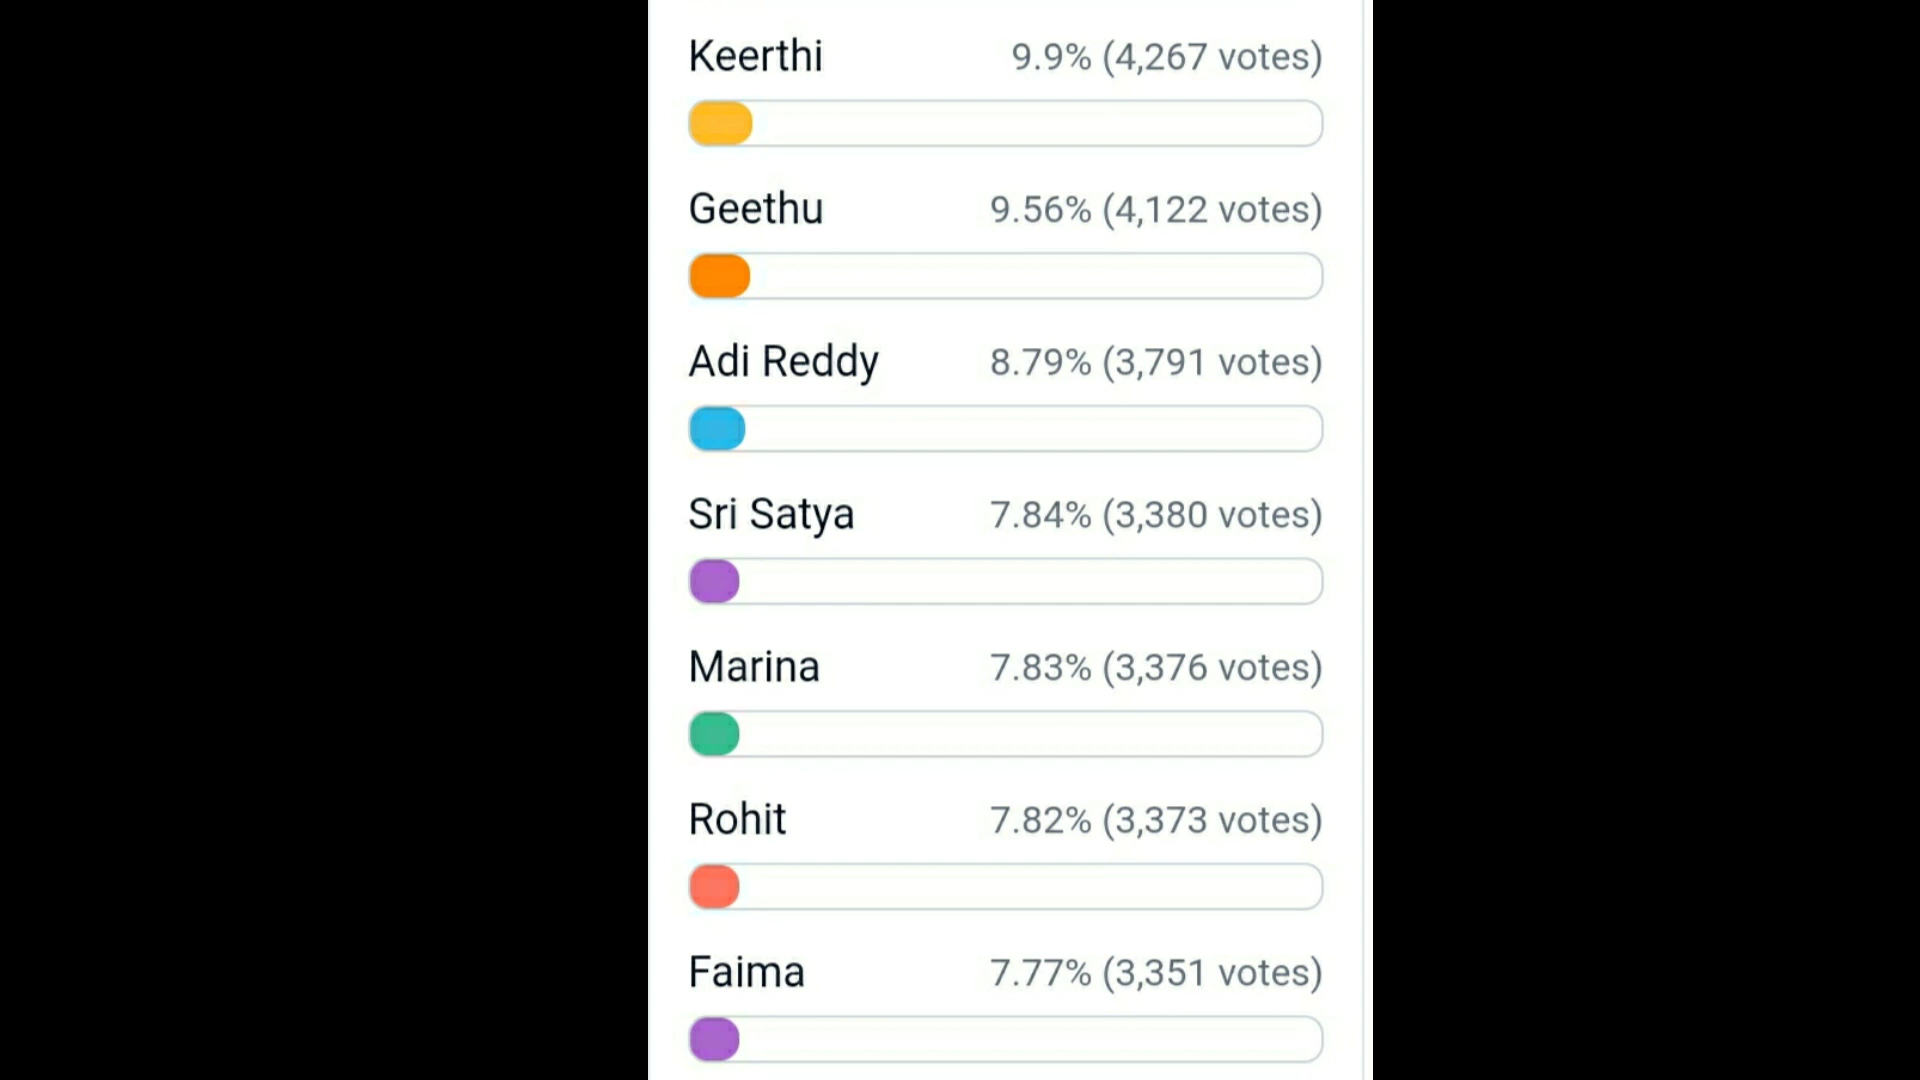 Keerthi 9.9% (4,267 votes)
Geethu 9.56% (4,122 votes)
Adi Reddy 8.79% (3,791 votes)
Sri Satya 7.84% (3,380 votes)
Marina 7.83% (3,376 votes)
Rohit 7.82% (3,373 votes)
Faima 7.77% (3,351 votes)